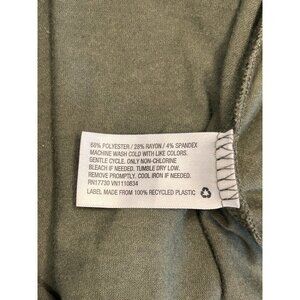 68% POLYESTER / 28% RAYON / 4% SPANDEX
MACHINE WASH COLD WITH LIKE COLORS.
GENTLE CYCLE. ONLY NON-CHLORINE
BLEACH IF NEEDED. TUMBLE DRY LOW.
REMOVE PROMPTLY. COOL IRON IF NEEDED.
RN17730 VN1110834
LABEL MADE FROM 100% RECYCLED PLASTIC